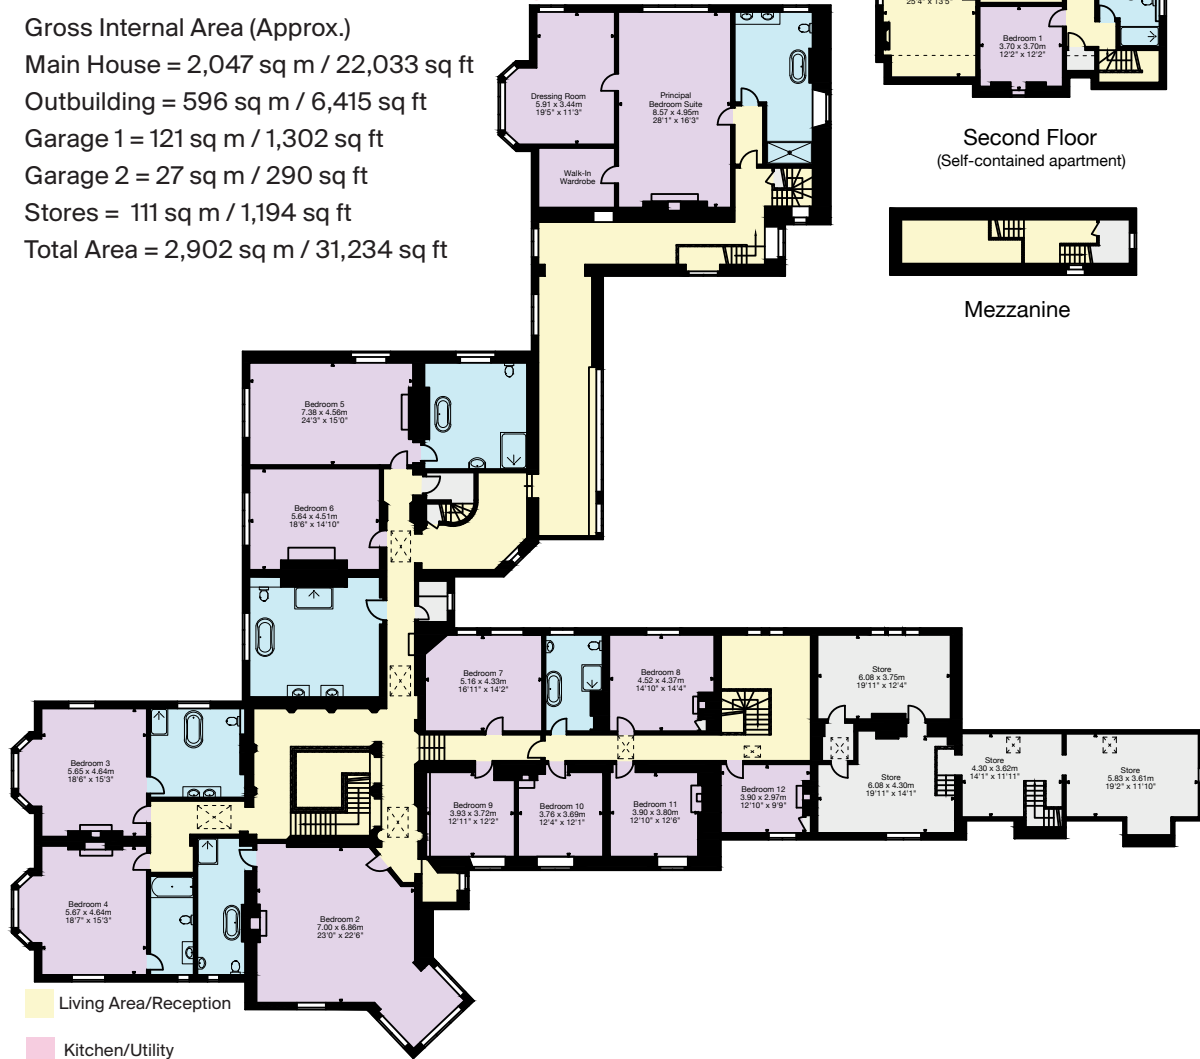 Gross Internal Area (Approx.)
Main House = 2,047 sq m / 22,033 sq ft
Outbuilding = 596 sq m / 6,415 sq ft
Garage 1 = 121 sq m / 1,302 sq ft
Garage 2 = 27 sq m / 290 sq ft
Stores = 111 sq m / 1,194 sq ft
Total Area = 2,902 sq m / 31,234 sq ft
25'4" x 13'5"
Bedroom 1
3.70 x 3.70m
12'2" x 12'2"
Second Floor
(Self-contained apartment)
Mezzanine
Dressing Room
5.91 x 3.44m
19'5" x 11'3"
Principal
Bedroom Suite
8.57 x 4.95m
28'1" x 16'3"
Walk-In
Wardrobe
Bedroom 5
7.38 x 4.56m
24'3" x 15'0"
Bedroom 6
5.64 x 4.51m
18'6" x 14'10"
Bedroom 7
5.16 x 4.33m
16'11" x 14'2"
Bedroom 8
4.52 x 4.37m
14'10" x 14'4"
Store
6.08 x 3.75m
19'11" x 12'4"
Bedroom 3
5.65 x 4.64m
18'6" x 15'3"
Bedroom 9
3.93 x 3.72m
12'11" x 12'2"
Bedroom 10
3.76 x 3.69m
12'4" x 12'1"
Bedroom 11
3.90 x 3.80m
12'10" x 12'6"
Bedroom 12
3.90 x 2.97m
12'10" x 9'9"
Store
6.08 x 4.30m
19'11" x 14'1"
Store
4.30 x 3.62m
14'1" x 11'11"
Store
5.83 x 3.61m
19'2" x 11'10"
Bedroom 4
5.67 x 4.64m
18'7" x 15'3"
Bedroom 2
7.00 x 6.86m
23'0" x 22'6"
Living Area/Reception
Kitchen/Utility